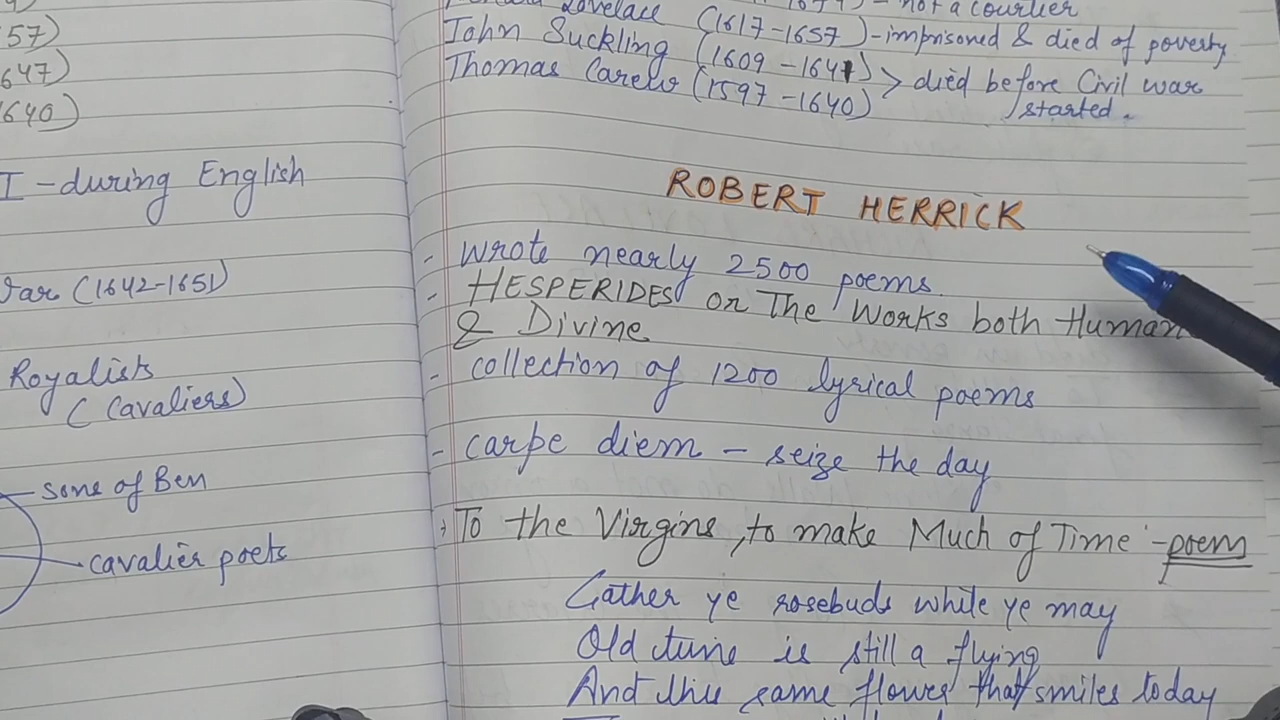 57)
647)
640)
I - during English
War (1642-1651)
Royalists
(Cavaliers)
sons of Ben
cavalier poets
Lovelace (1617-1657) - imprisoned & died of poverty
- not a courtier
John Suckling (1609-1641) > died before Civil war
Thomas Carew (1597-1640) started.
ROBERT HERRICK
- wrote nearly 2500 poems.
- HESPERIDES or The Works both Human
& Divine
- collection of 1200 lyrical poems
- carpe diem - seize the day
To the Virgins, to make Much of Time - poem
Gather ye rosebuds while ye may
Old time is still a flying
And this same flower that smiles today